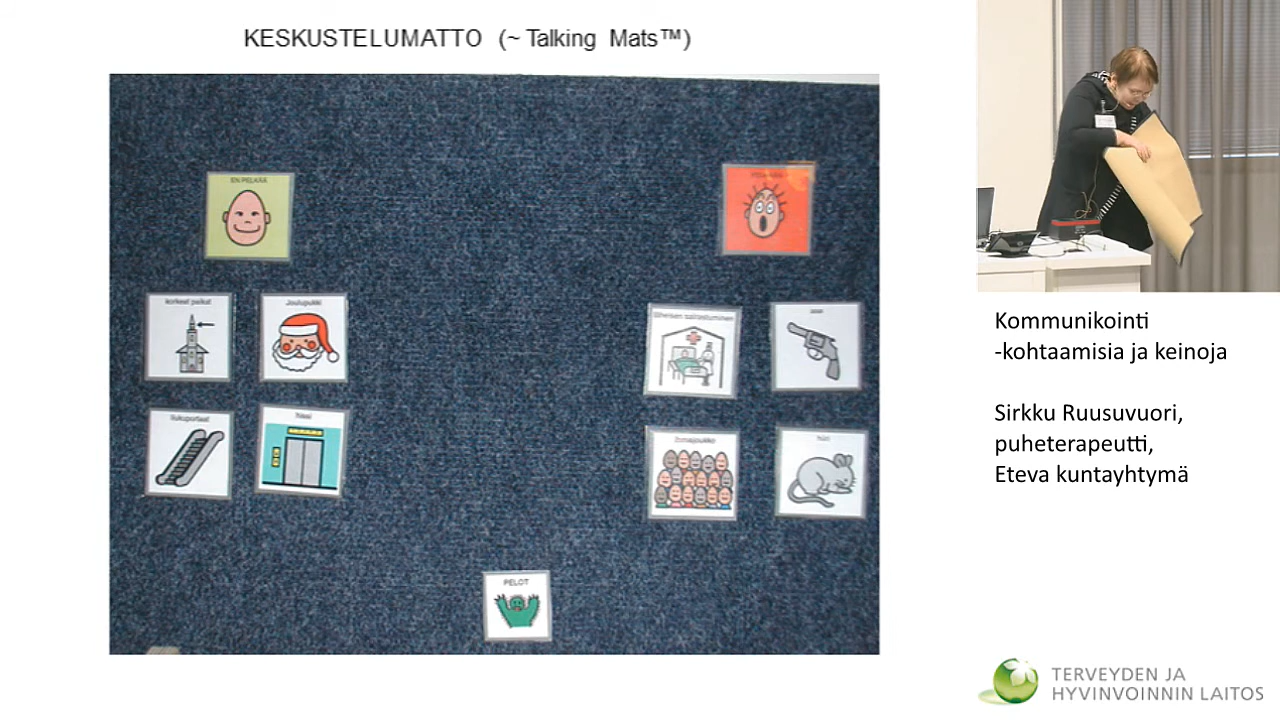 KESKUSTELUMATTO (~ Talking Mats™)
EN PELKÄÄ
korkeat paikat
Joulupukki
liukuportaat
hissi
läheisen sairastuminen
ase
ihmisjoukko
hiiri
PELOT
Kommunikointi
-kohtaamisia ja keinoja
Sirkku Ruusuvuori,
puheterapeutti,
Eteva kuntayhtymä
TERVEYDEN JA
HYVINVOINNIN LAITOS